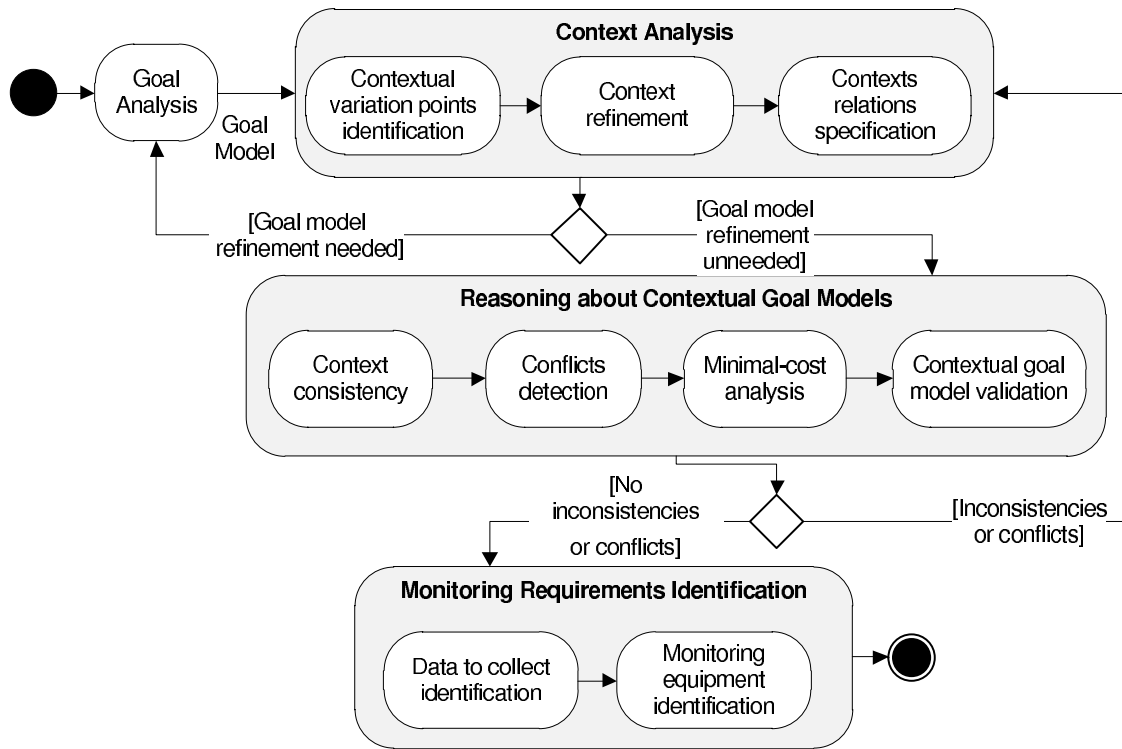 Context Analysis
Goal
Analysis
Goal
Model
Contextual
variation points
identification
Context
refinement
Contexts
relations
specification
[Goal model
refinement needed]
[Goal model
refinement
unneeded]
Reasoning about Contextual Goal Models
Context
consistency
Conflicts
detection
Minimal-cost
analysis
Contextual goal
model validation
[No
inconsistencies
or conflicts]
[Inconsistencies
or conflicts]
Monitoring Requirements Identification
Data to collect
identification
Monitoring
equipment
identification